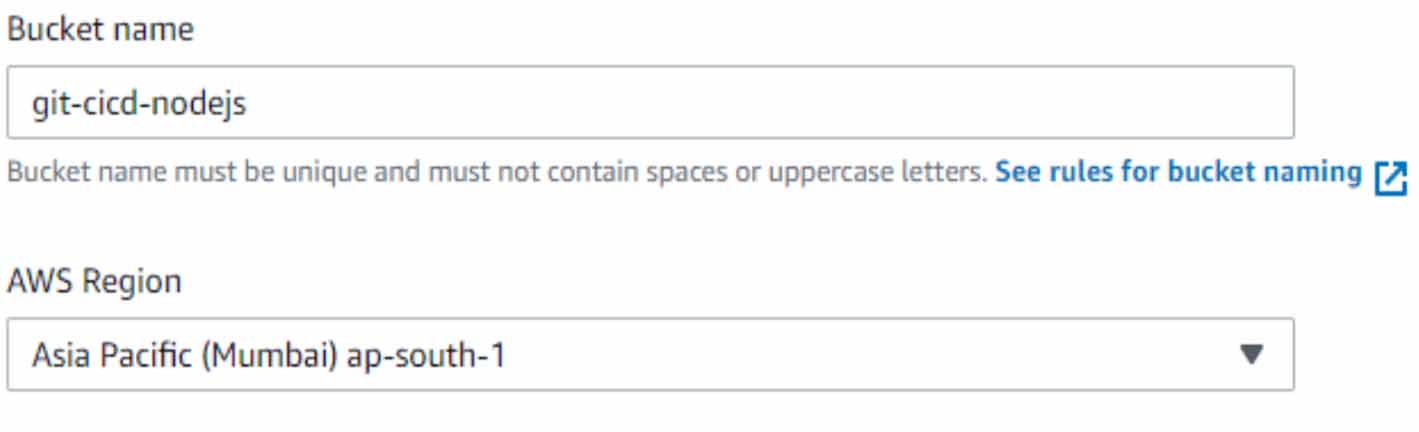 Bucket name
git-cicd-nodejs
Bucket name must be unique and must not contain spaces or uppercase letters. See rules for bucket naming
AWS Region
Asia Pacific (Mumbai) ap-south-1